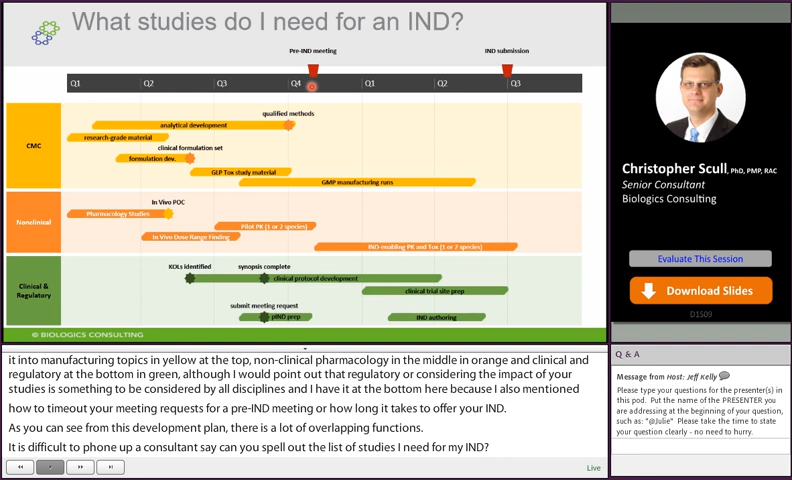 What studies do I need for an IND?
Pre-IND meeting
IND submission
Q1
Q2
Q3
Q4
Q1
Q2
Q3
CMC
qualified methods
analytical development
research-grade material
clinical formulation set
formulation dev.
GLP Tox study material
GMP manufacturing runs
Nonclinical
In Vivo POC
Pharmacology Studies
Pilot PK (1 or 2 species)
In Vivo Dose Range Finding
IND-enabling PK and Tox (1 or 2 species)
Clinical &
Regulatory
KOLs identified
synopsis complete
clinical protocol development
clinical trial site prep
submit meeting request
pIND prep
IND authoring
© BIOLOGICS CONSULTING
it into manufacturing topics in yellow at the top, non-clinical pharmacology in the middle in orange and clinical and
regulatory at the bottom in green, although I would point out that regulatory or considering the impact of your
studies is something to be considered by all disciplines and I have it at the bottom here because I also mentioned
how to timeout your meeting requests for a pre-IND meeting or how long it takes to offer your IND.
As you can see from this development plan, there is a lot of overlapping functions.
It is difficult to phone up a consultant say can you spell out the list of studies I need for my IND?
Live
Christopher Scull, PhD, PMP, RAC
Senior Consultant
Biologics Consulting
Evaluate This Session
Download Slides
D1S09
Q & A
Message from Host: Jeff Kelly
Please type your questions for the presenter(s) in
this pod. Put the name of the PRESENTER you
are addressing at the beginning of your question,
such as: "@Julie" Please take the time to state
your question clearly - no need to hurry.